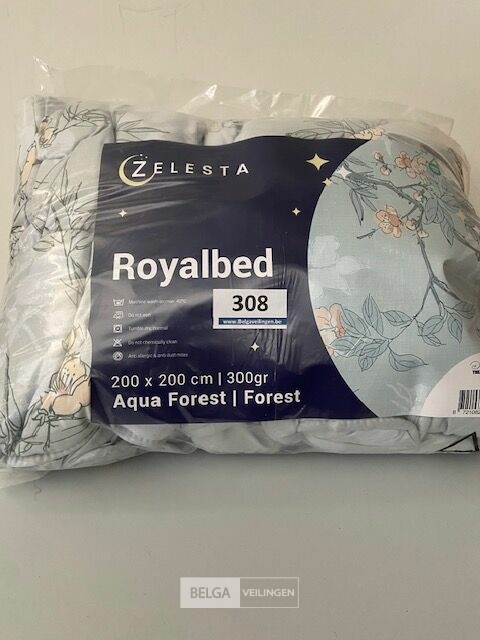 ZELESTA
Royalbed
308
www.Belgaveilingen.be
Machine wash on max. 40°C
Do not iron
Tumble dry, normal
Do not chemically clean
Anti allergic & anti dust mites
200 x 200 cm | 300gr
Aqua Forest | Forest
BELGA VEILINGEN